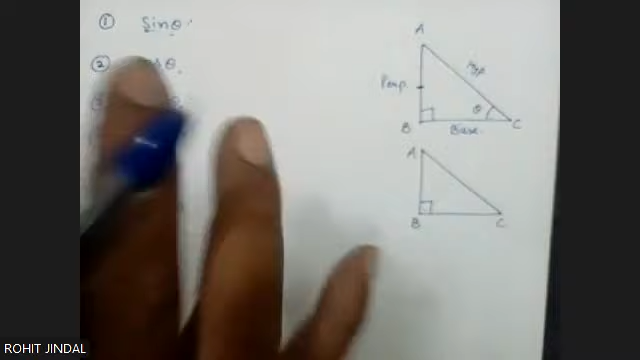 ① Sinθ
②
A
Perp.
Hyp.
θ
B
Base
C
A
B
C
ROHIT JINDAL